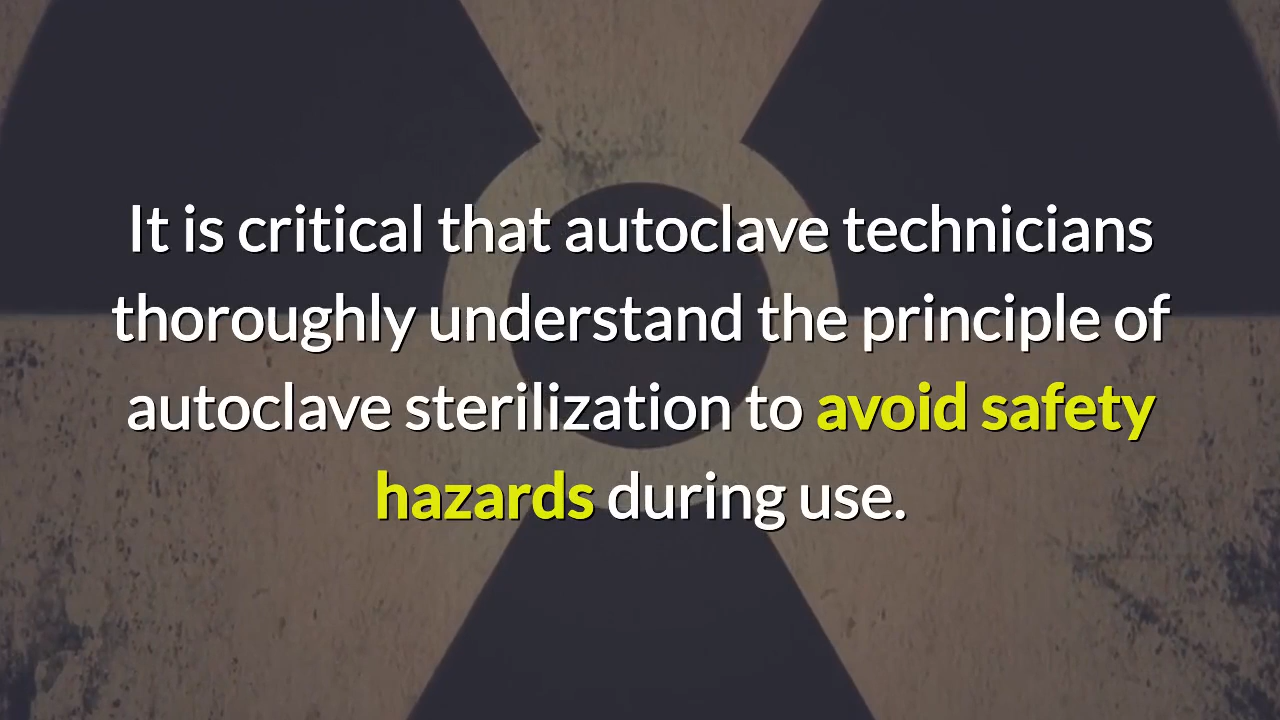 It is critical that autoclave technicians
thoroughly understand the principle of
autoclave sterilization to avoid safety
hazards during use.